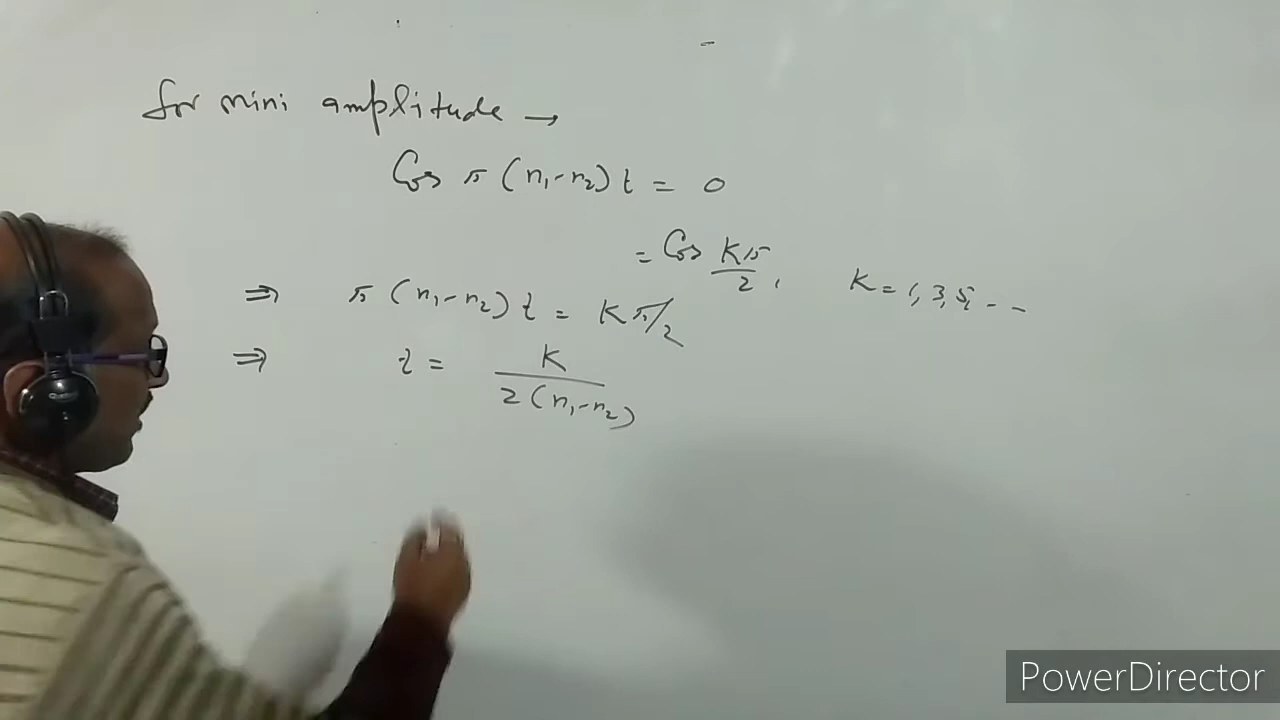 for mini amplitude →
Cos π (n₁-n₂) t = 0
= Cos Kπ/2 , K = 1, 3, 5, - -
⇒ π (n₁-n₂) t = K π/2
⇒ t = K / 2 (n₁-n₂)
PowerDirector